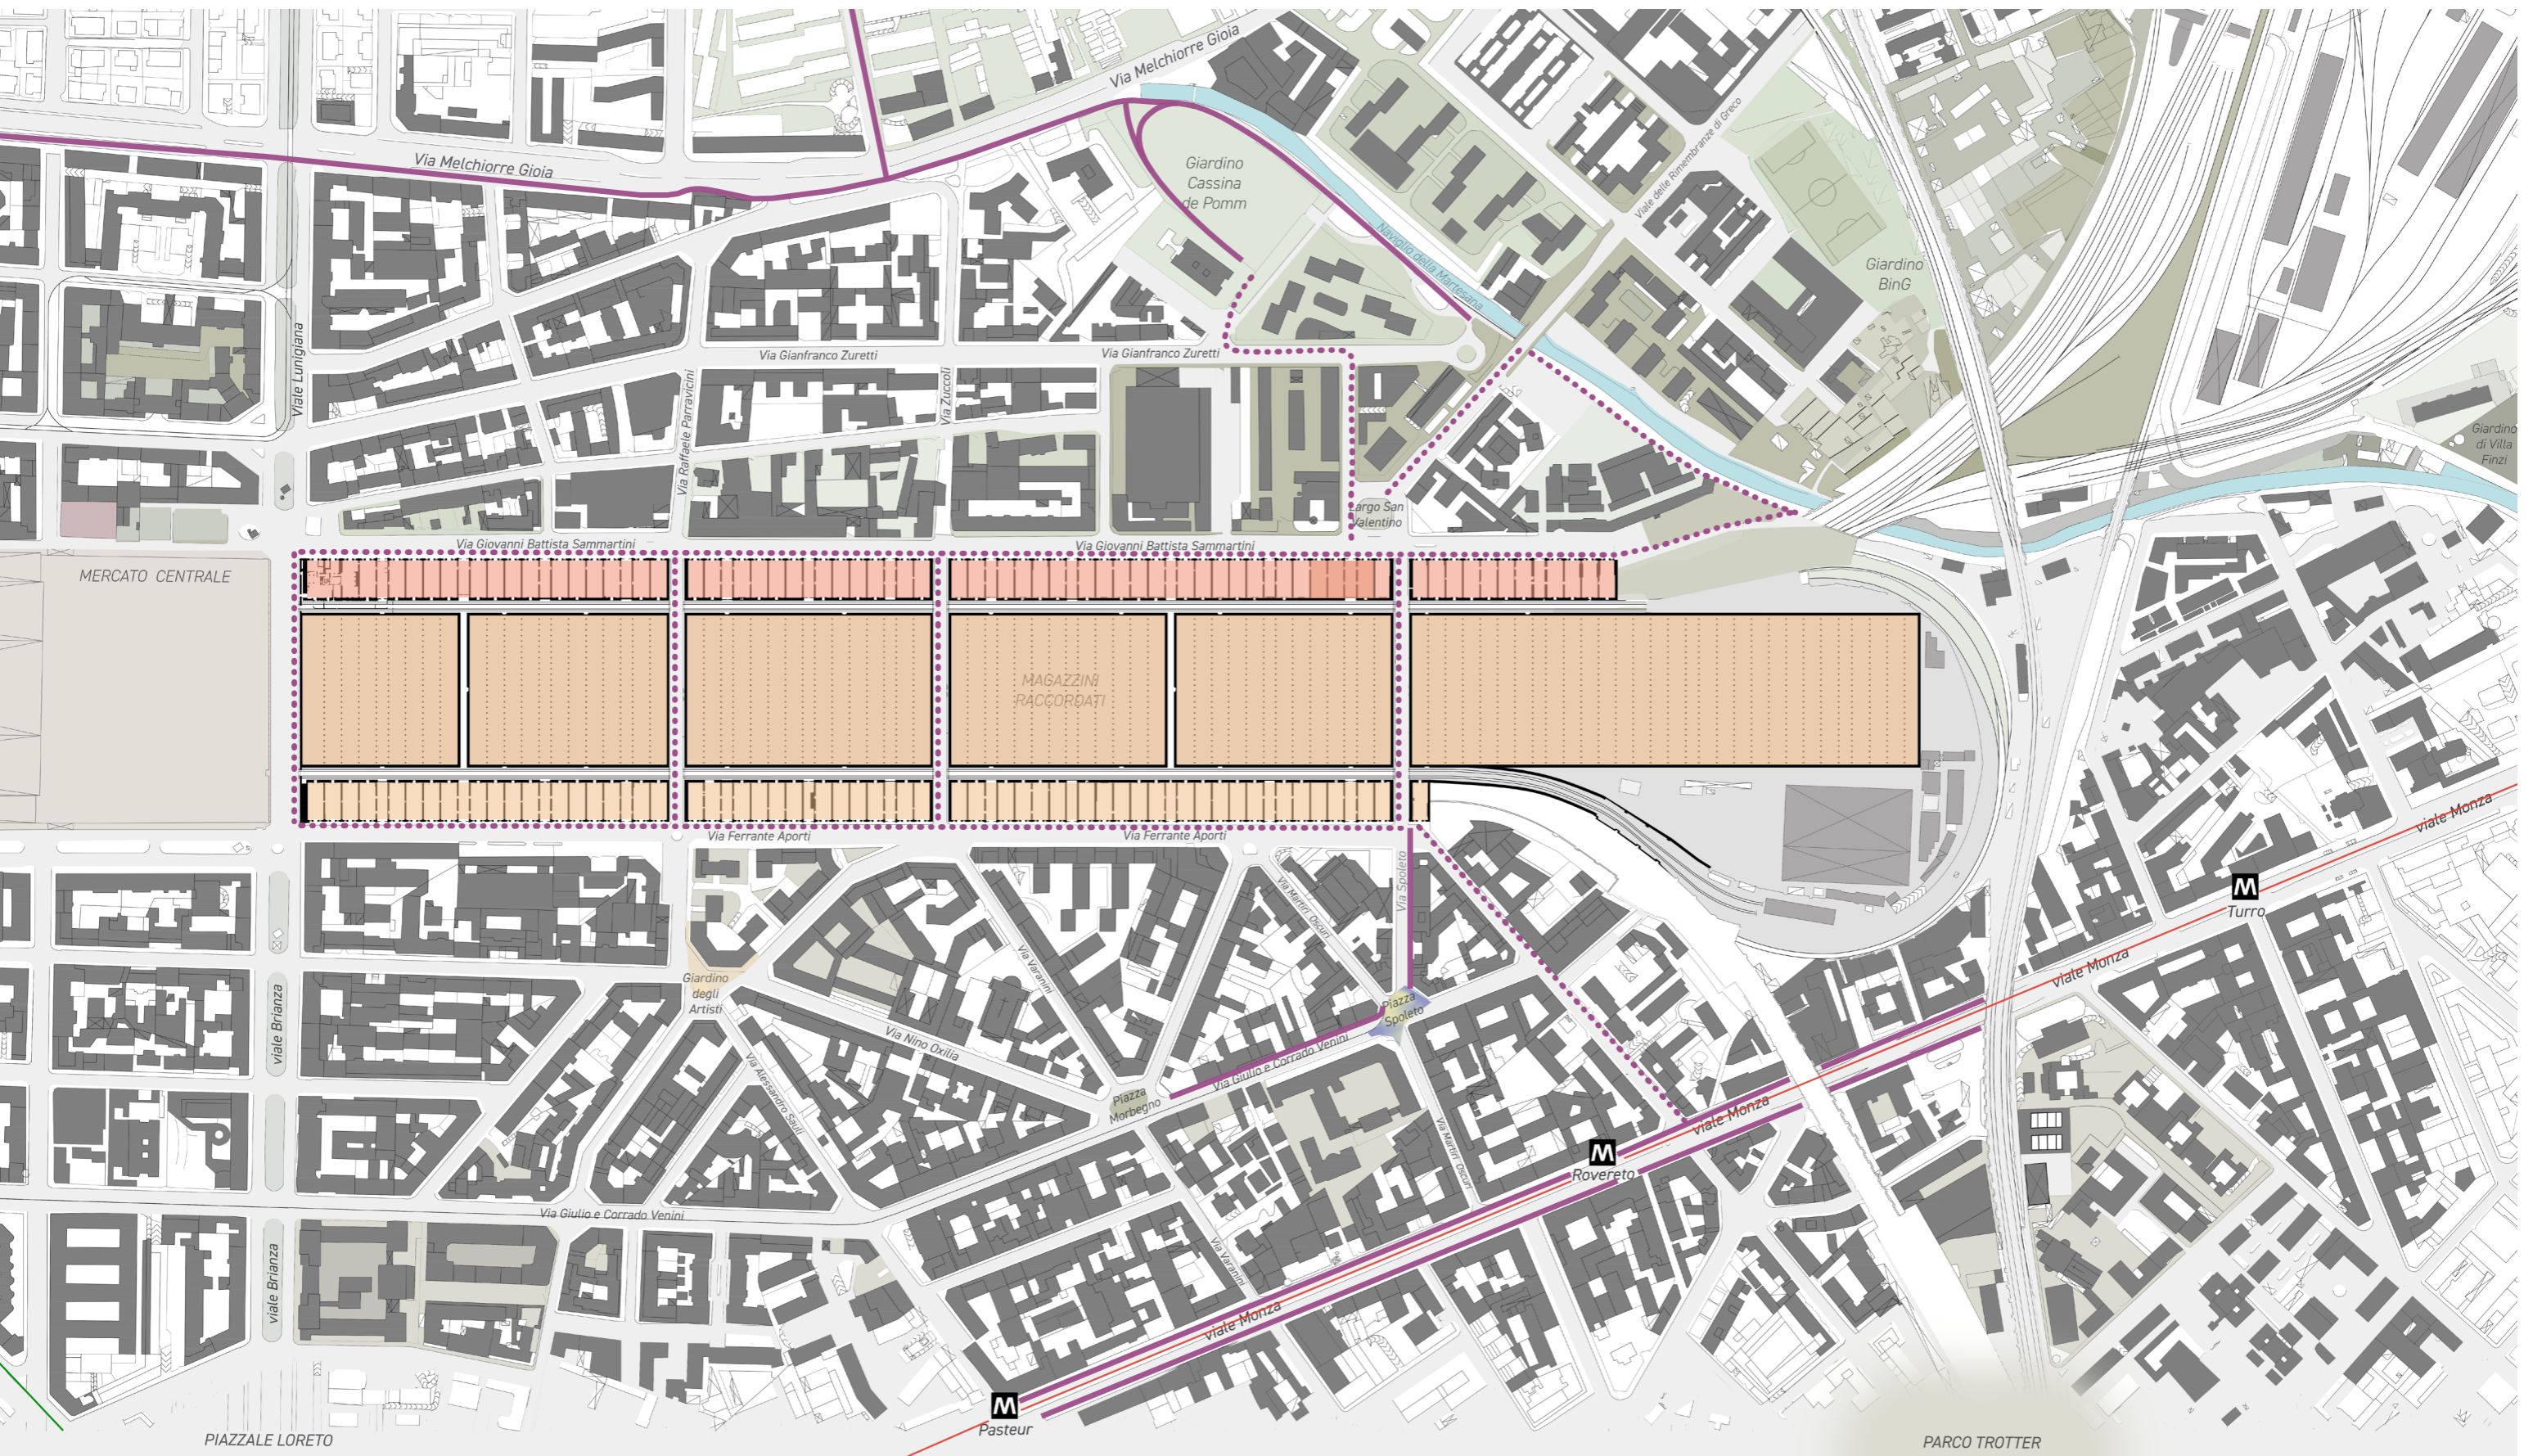 Via Melchiorre Gioia
Via Melchiorre Gioia
Giardino
Cassina
de Pomm
Viale delle Rimembranze di Greco
Naviglio della Martesana
Giardino
BinG
Viale Lunigiana
Via Gianfranco Zuretti
Via Gianfranco Zuretti
Via Raffaele Parravicini
Via Zuccoli
Giardino
di Villa
Finzi
Largo San
Valentino
Via Giovanni Battista Sammartini
Via Giovanni Battista Sammartini
MERCATO CENTRALE
MAGAZZINI
RACCORDATI
Via Ferrante Aporti
Via Ferrante Aporti
viale Monza
M
Turro
Via Spoleto
Via Martiri Oscuri
Via Varanini
viale Monza
Giardino
degli
Artisti
Piazza
Spoleto
viale Brianza
Via Nino Oxilia
Via Giulio e Corrado Venini
Via Alessandro Sauli
Piazza
Morbegno
viale Monza
Via Martiri Oscuri
M
Rovereto
Via Giulio e Corrado Venini
Via Varanini
viale Brianza
viale Monza
M
Pasteur
PIAZZALE LORETO
PARCO TROTTER